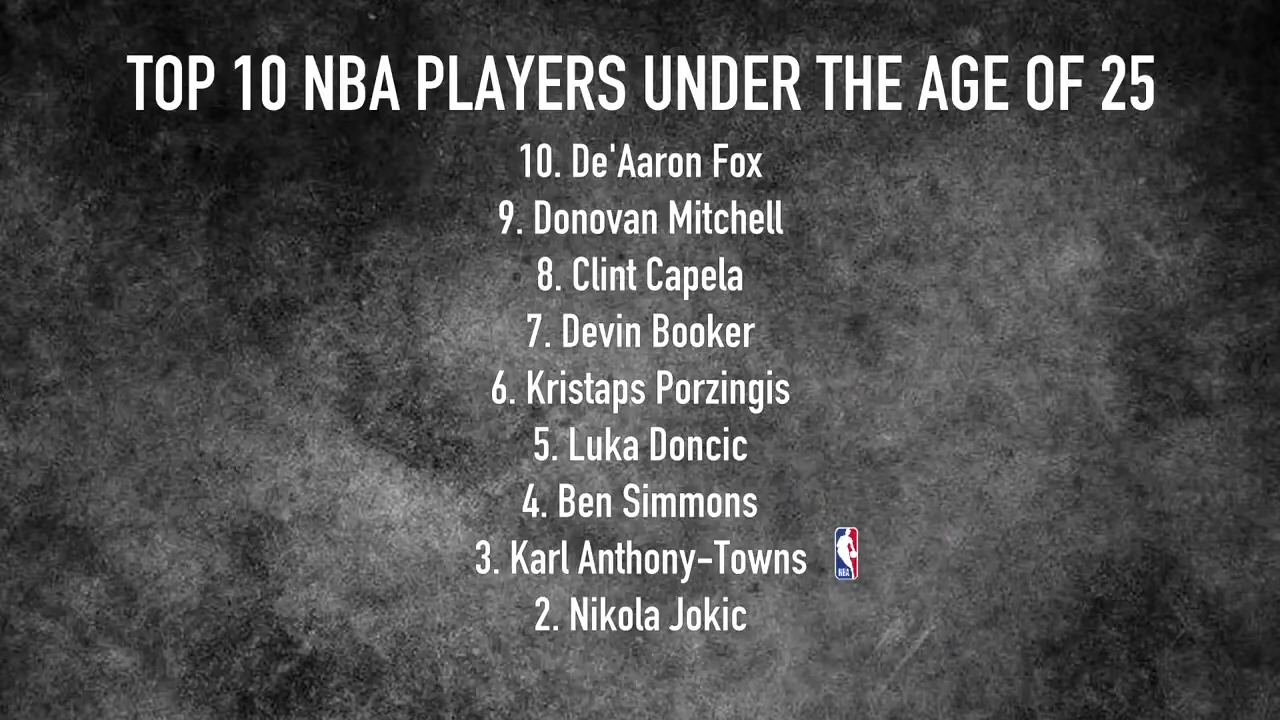 TOP 10 NBA PLAYERS UNDER THE AGE OF 25
10. De'Aaron Fox
9. Donovan Mitchell
8. Clint Capela
7. Devin Booker
6. Kristaps Porzingis
5. Luka Doncic
4. Ben Simmons
3. Karl Anthony-Towns
NBA
2. Nikola Jokic